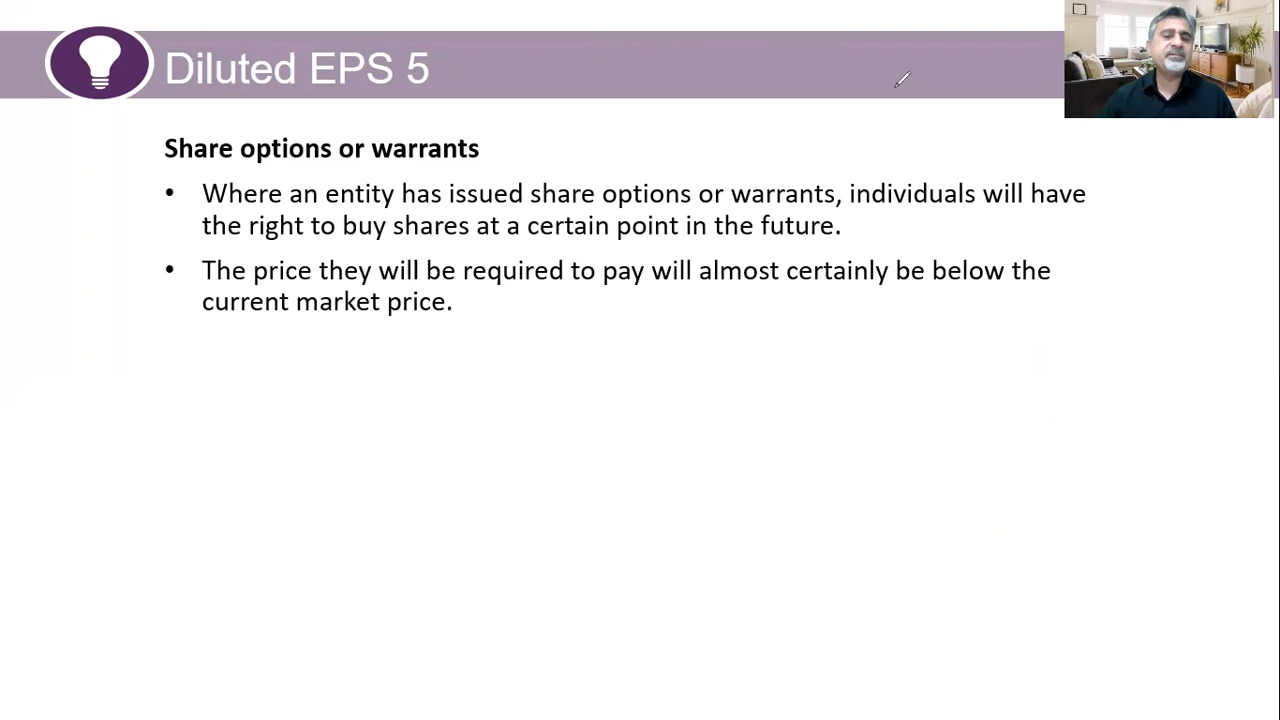 Diluted EPS 5
Share options or warrants
• Where an entity has issued share options or warrants, individuals will have
the right to buy shares at a certain point in the future.
• The price they will be required to pay will almost certainly be below the
current market price.